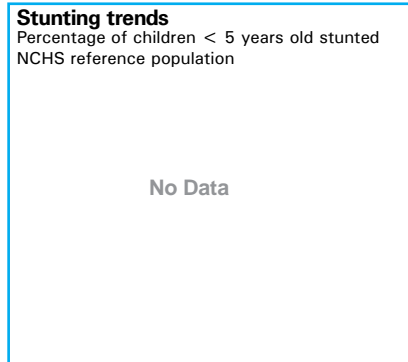 Stunting trends
Percentage of children < 5 years old stunted
NCHS reference population
No Data